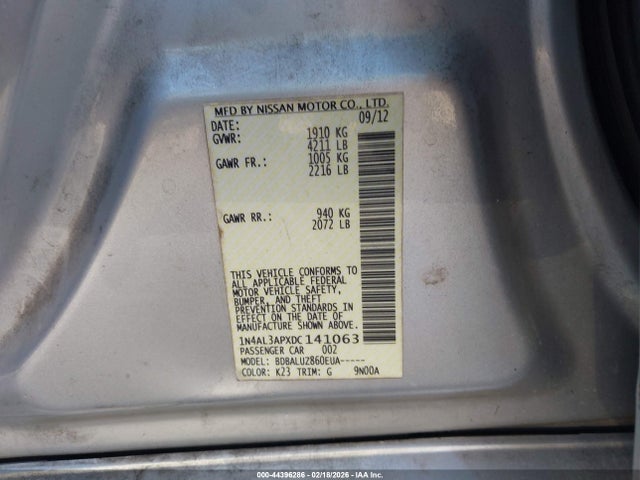 MFD BY NISSAN MOTOR CO., LTD.
DATE: 09/12
GVWR: 1910 KG
4211 LB
GAWR FR.: 1005 KG
2216 LB
GAWR RR.: 940 KG
2072 LB
THIS VEHICLE CONFORMS TO
ALL APPLICABLE FEDERAL
MOTOR VEHICLE SAFETY,
BUMPER, AND THEFT
PREVENTION STANDARDS IN
EFFECT ON THE DATE OF
MANUFACTURE SHOWN ABOVE.
1N4AL3APXDC141063
PASSENGER CAR 002
MODEL: BDBALUZ860EUA-----
COLOR: K23 TRIM: G 9N00A
000-44396286 - 02/18/2026 - IAA Inc.